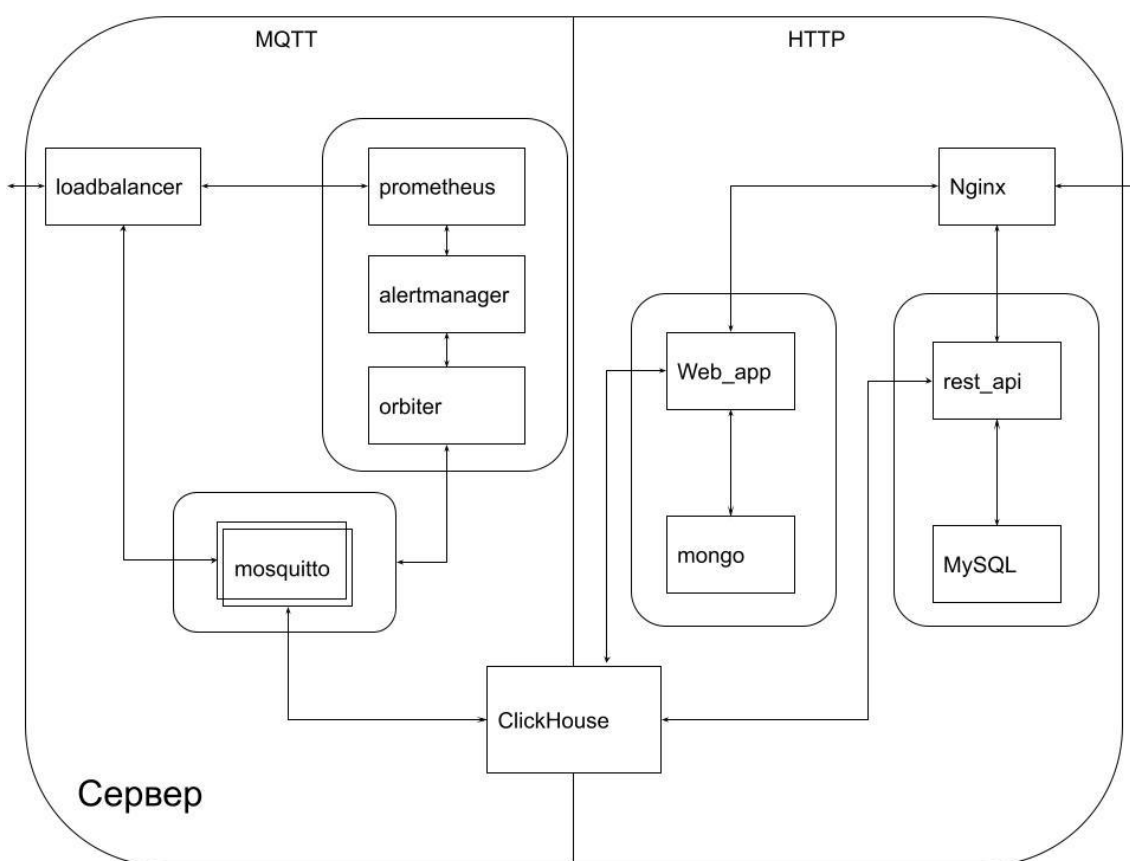 MQTT
HTTP
loadbalancer
prometheus
Nginx
alertmanager
Web_app
rest_api
orbiter
mosquitto
mongo
MySQL
ClickHouse
Сервер